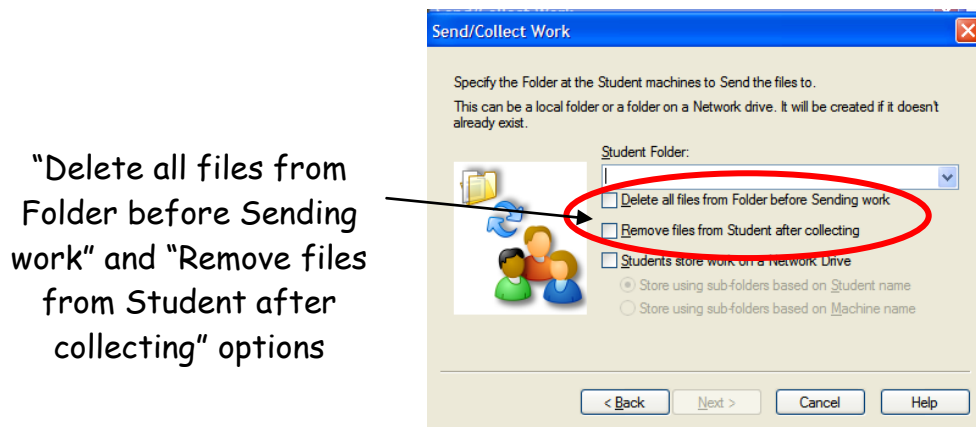 “Delete all files from
Folder before Sending
work” and “Remove files
from Student after
collecting” options
Send/Collect Work
Specify the Folder at the Student machines to Send the files to.
This can be a local folder or a folder on a Network drive. It will be created if it doesn't
already exist.
Student Folder:
Delete all files from Folder before Sending work
Remove files from Student after collecting
Students store work on a Network Drive
Store using sub-folders based on Student name
Store using sub-folders based on Machine name
< Back
Next >
Cancel
Help